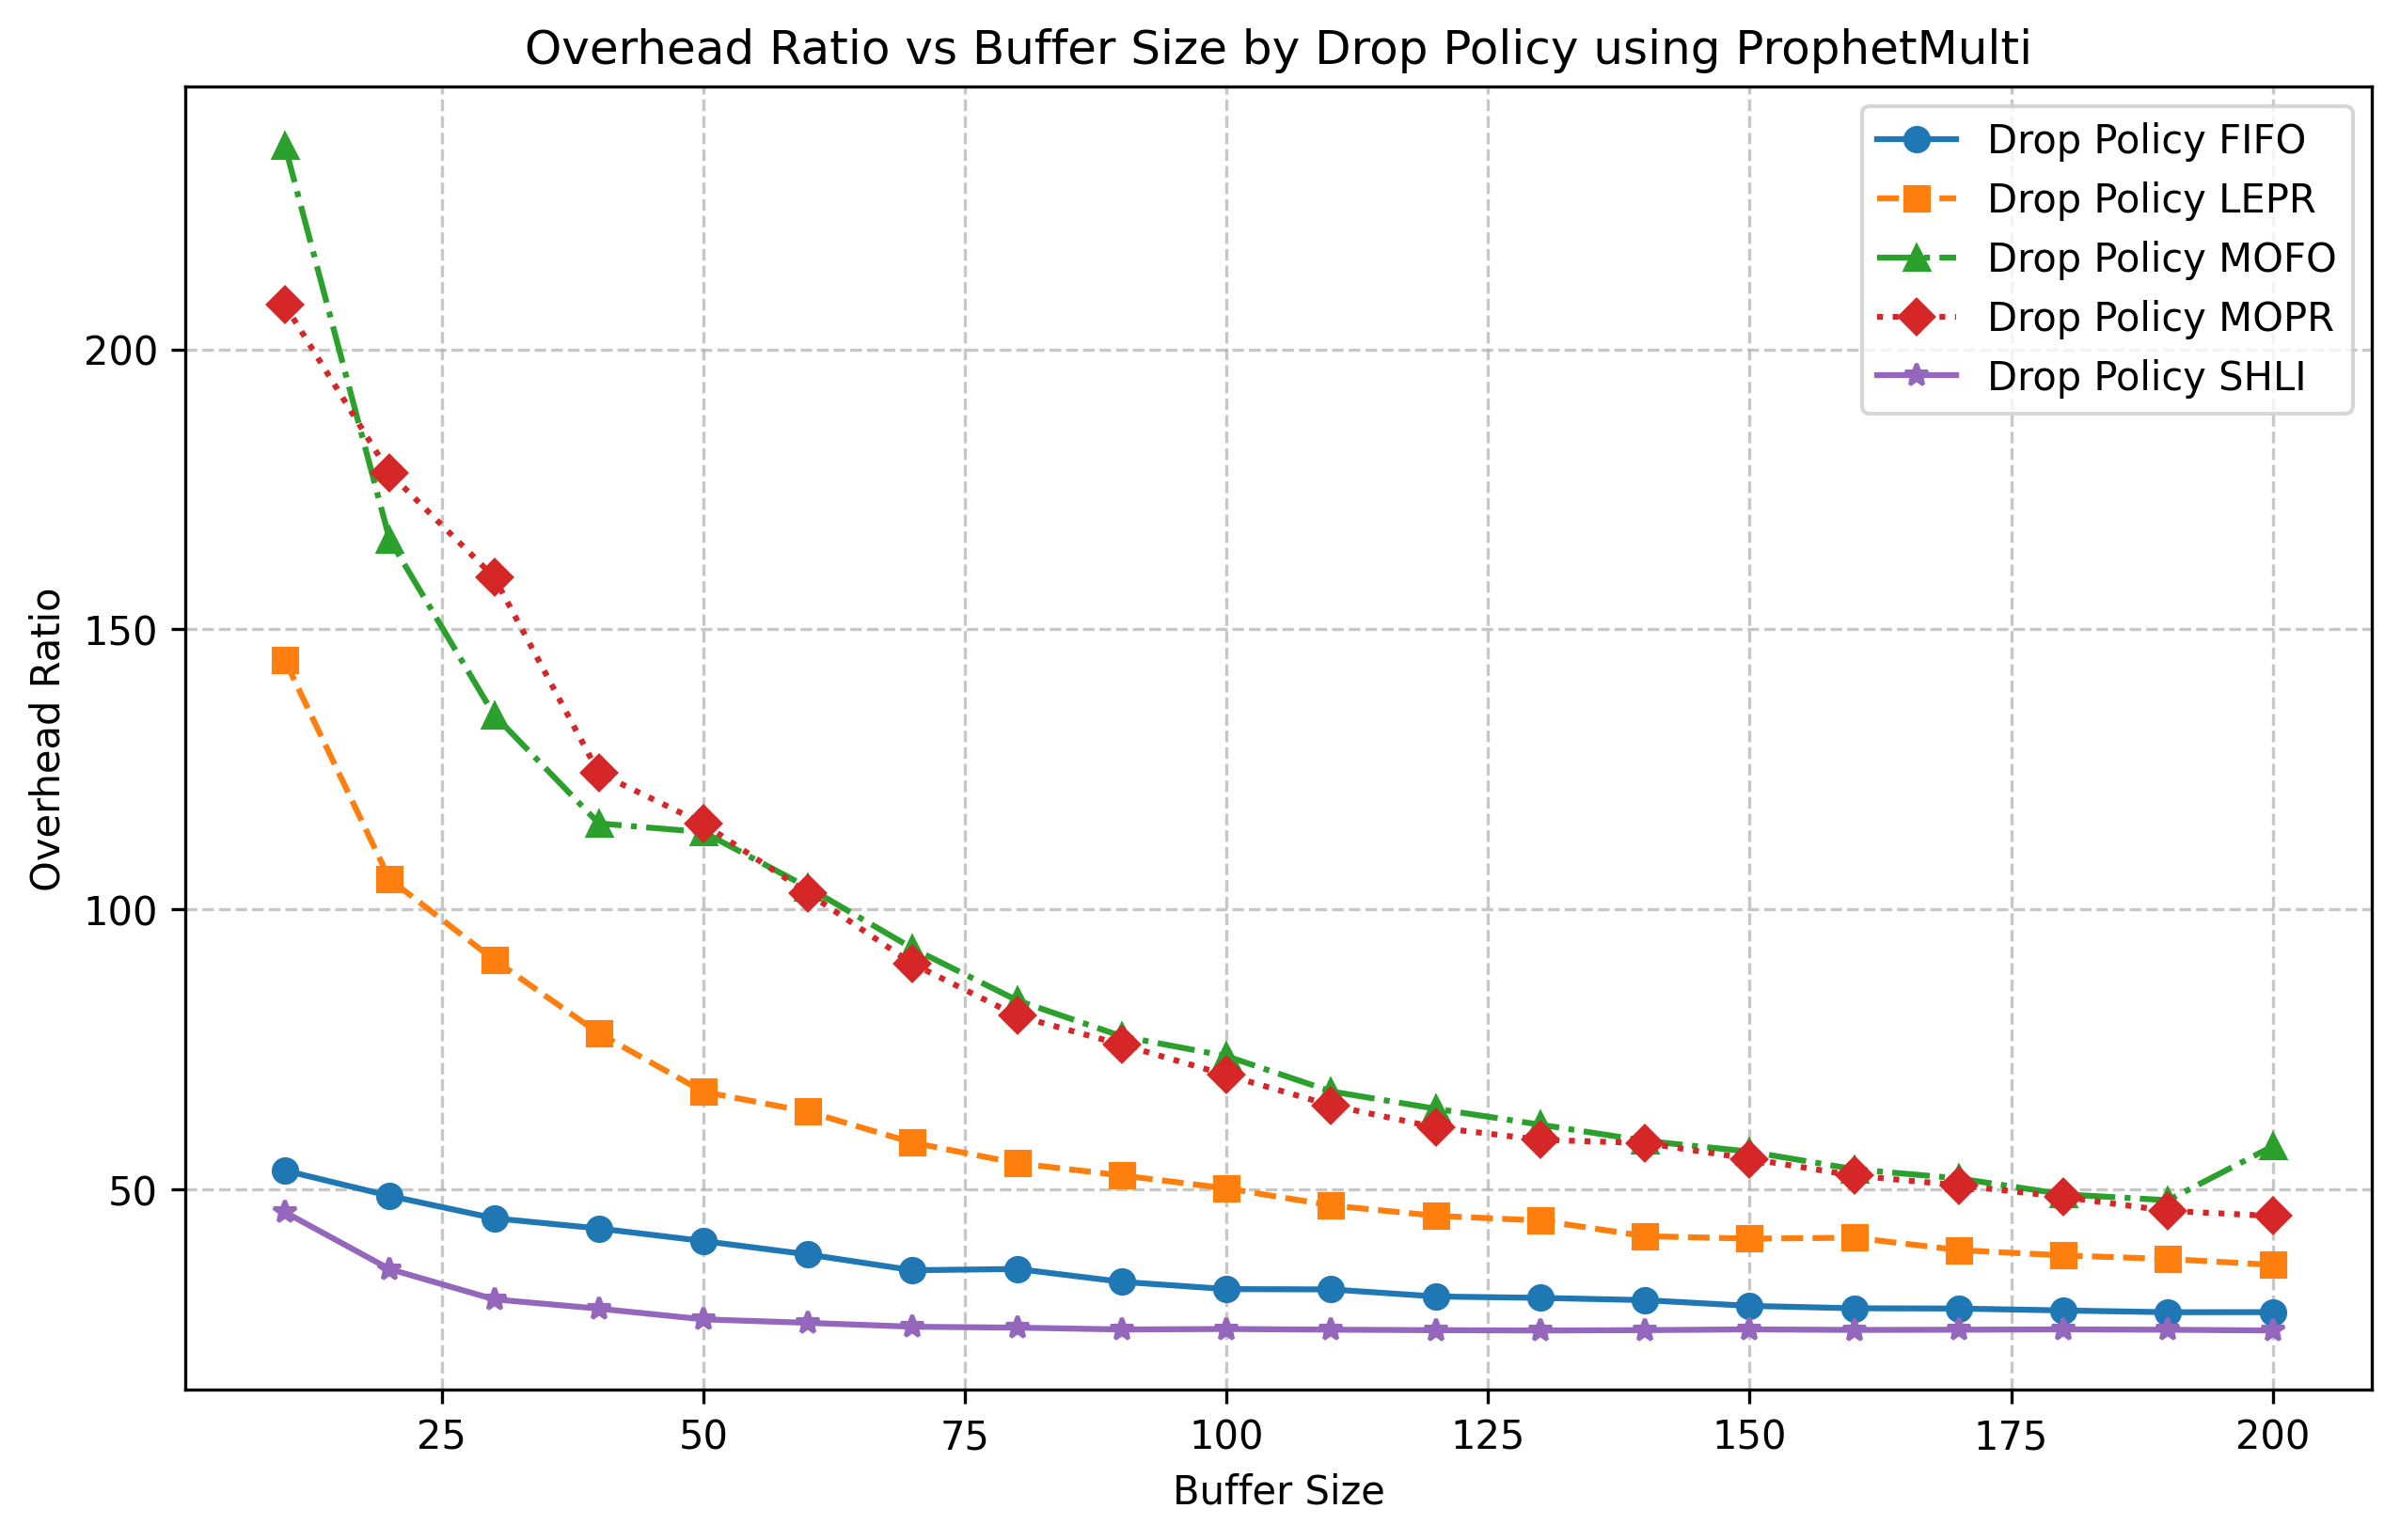 Overhead Ratio vs Buffer Size by Drop Policy using ProphetMulti
Drop Policy FIFO
Drop Policy LEPR
Drop Policy MOFO
Drop Policy MOPR
Drop Policy SHLI
Overhead Ratio
200
150
100
50
25 50 75 100 125 150 175 200
Buffer Size